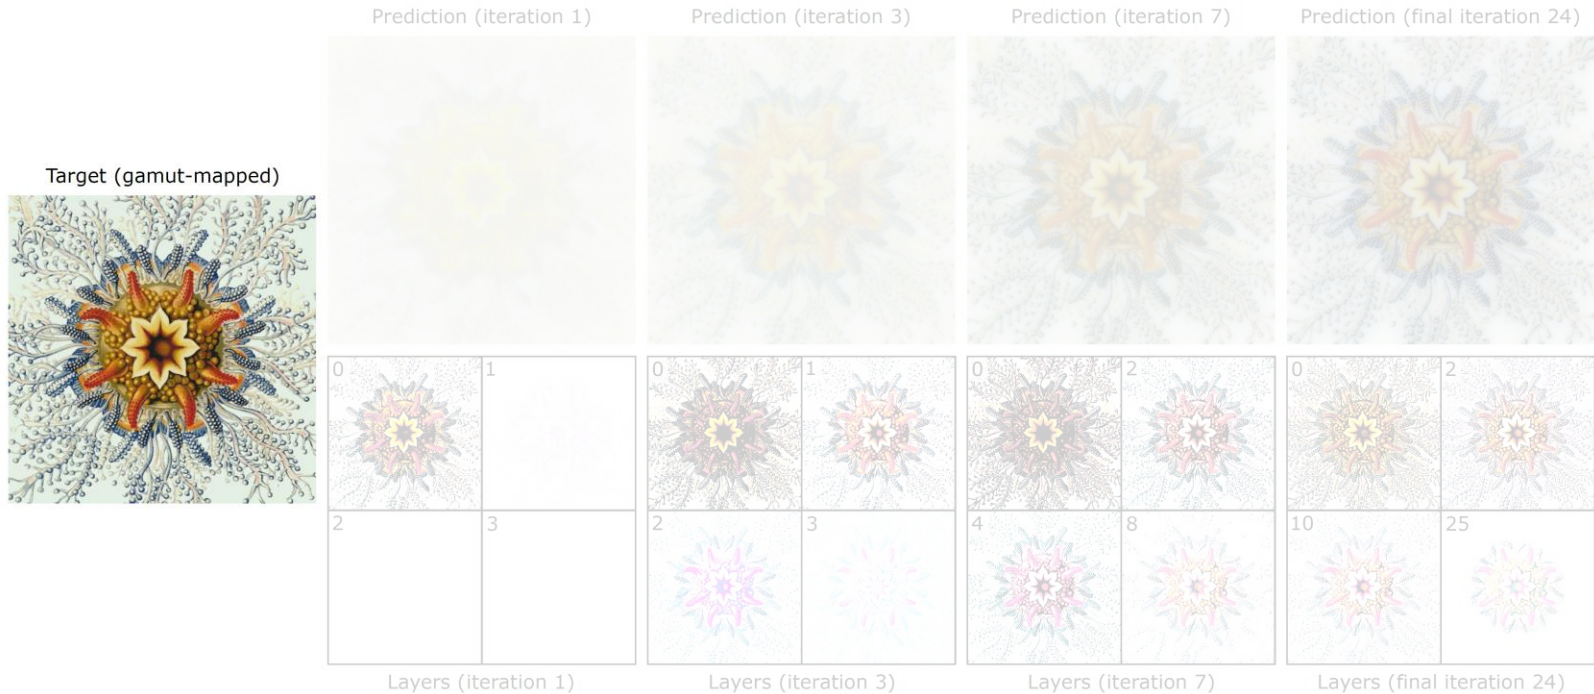 Prediction (iteration 1)
Prediction (iteration 3)
Prediction (iteration 7)
Prediction (final iteration 24)
Target (gamut-mapped)
0 1
0 1
0 2
0 2
2 3
2 3
4 8
10 25
Layers (iteration 1)
Layers (iteration 3)
Layers (iteration 7)
Layers (final iteration 24)